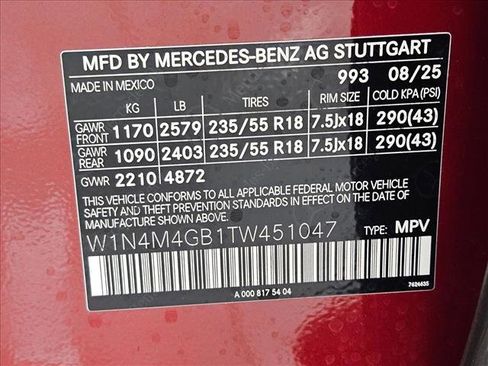 MFD BY MERCEDES-BENZ AG STUTTGART
MADE IN MEXICO 993 08/25
KG LB TIRES RIM SIZE COLD KPA (PSI)
GAWR FRONT 1170 2579 235/55 R18 7.5Jx18 290(43)
GAWR REAR 1090 2403 235/55 R18 7.5Jx18 290(43)
GVWR 2210 4872
THIS VEHICLE CONFORMS TO ALL APPLICABLE FEDERAL MOTOR VEHICLE
SAFETY AND THEFT PREVENTION STANDARDS IN EFFECT ON THE DATE OF
MANUFACTURE SHOWN ABOVE.
W1N4M4GB1TW451047 TYPE: MPV
A 000 817 54 04 7424635